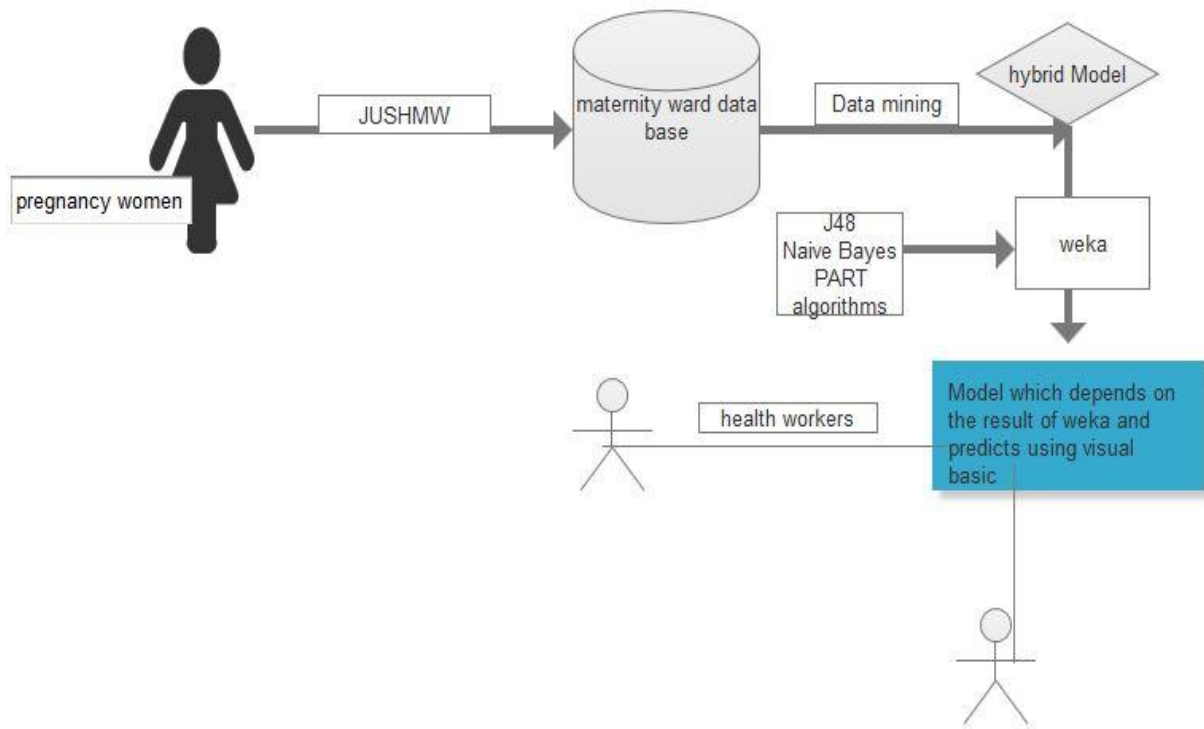 pregnancy women
JUSHMW
maternity ward data
base
Data mining
hybrid Model
J48
Naive Bayes
PART
algorithms
weka
health workers
Model which depends on
the result of weka and
predicts using visual
basic